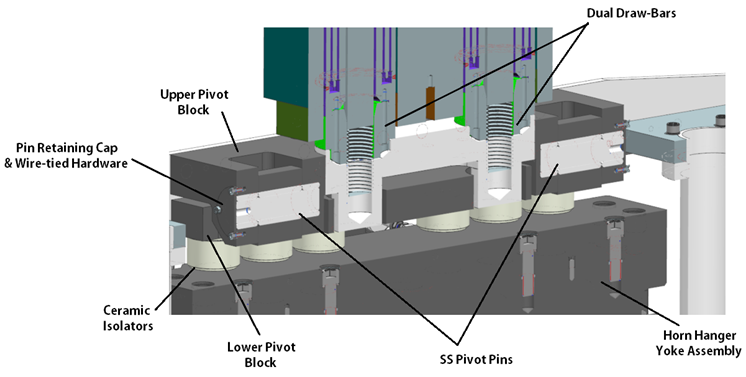 Dual Draw-Bars
Upper Pivot
Block
Pin Retaining Cap
& Wire-tied Hardware
Ceramic
Isolators
Lower Pivot
Block
SS Pivot Pins
Horn Hanger
Yoke Assembly